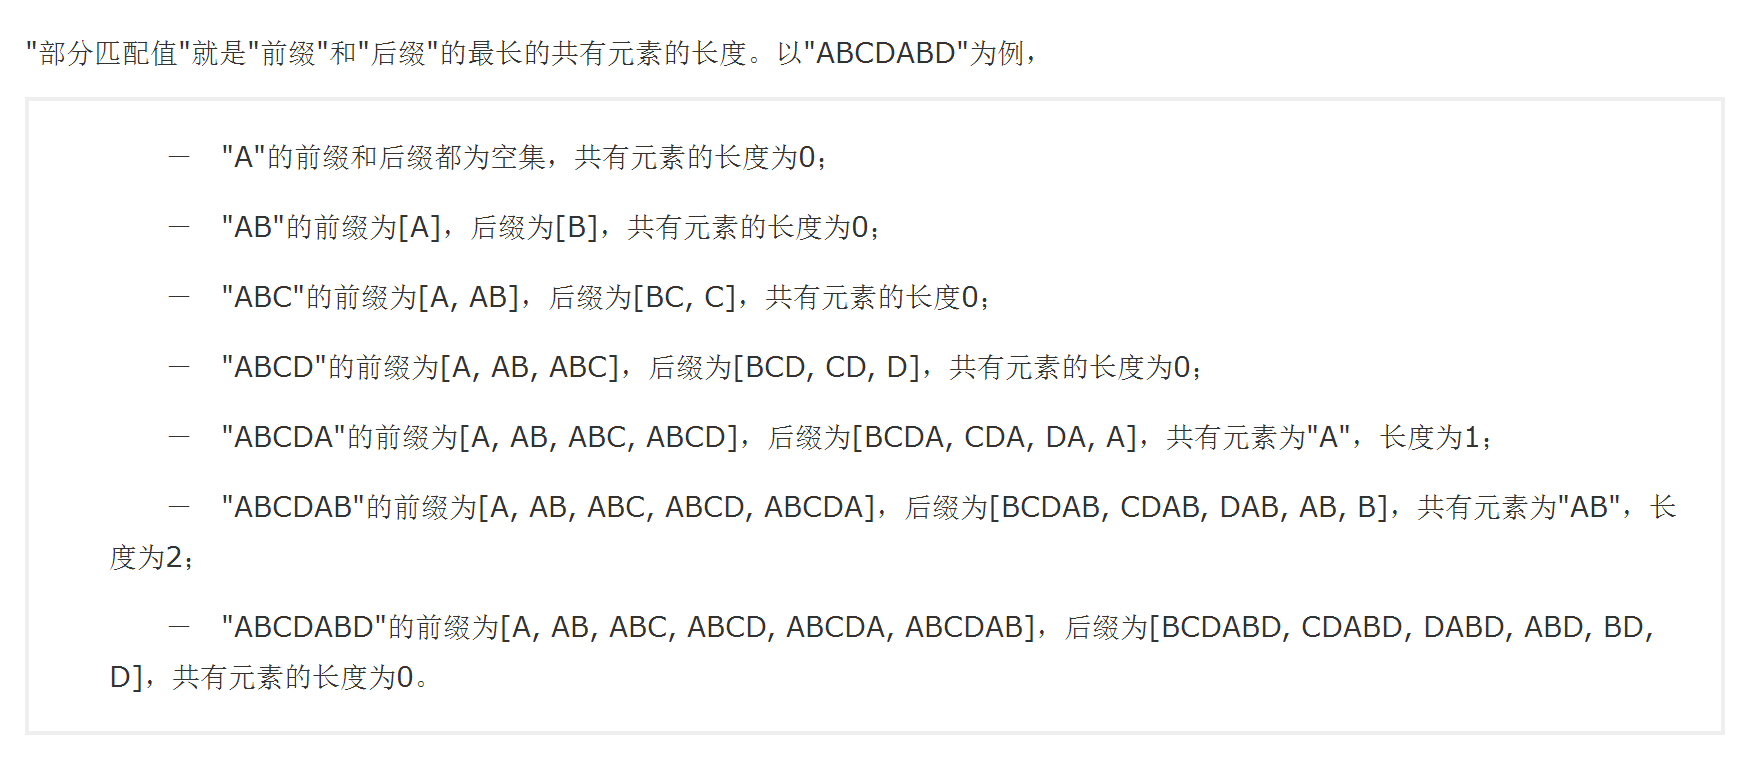 "部分匹配值"就是"前缀"和"后缀"的最长的共有元素的长度。以"ABCDABD"为例，
－ "A"的前缀和后缀都为空集，共有元素的长度为0；
－ "AB"的前缀为[A]，后缀为[B]，共有元素的长度为0；
－ "ABC"的前缀为[A, AB]，后缀为[BC, C]，共有元素的长度0；
－ "ABCD"的前缀为[A, AB, ABC]，后缀为[BCD, CD, D]，共有元素的长度为0；
－ "ABCDA"的前缀为[A, AB, ABC, ABCD]，后缀为[BCDA, CDA, DA, A]，共有元素为"A"，长度为1；
－ "ABCDAB"的前缀为[A, AB, ABC, ABCD, ABCDA]，后缀为[BCDAB, CDAB, DAB, AB, B]，共有元素为"AB"，长
度为2；
－ "ABCDABD"的前缀为[A, AB, ABC, ABCD, ABCDA, ABCDAB]，后缀为[BCDABD, CDABD, DABD, ABD, BD,
D]，共有元素的长度为0。